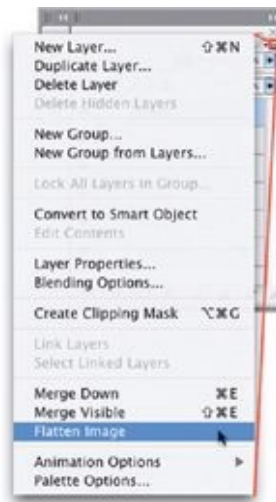 New Layer... ⇧⌘N
Duplicate Layer...
Delete Layer
Delete Hidden Layers
New Group...
New Group from Layers...
Lock All Layers in Group...
Convert to Smart Object
Edit Contents
Layer Properties...
Blending Options...
Create Clipping Mask ⌥⌘G
Link Layers
Select Linked Layers
Merge Down ⌘E
Merge Visible ⇧⌘E
Flatten Image
Animation Options ▶
Palette Options...